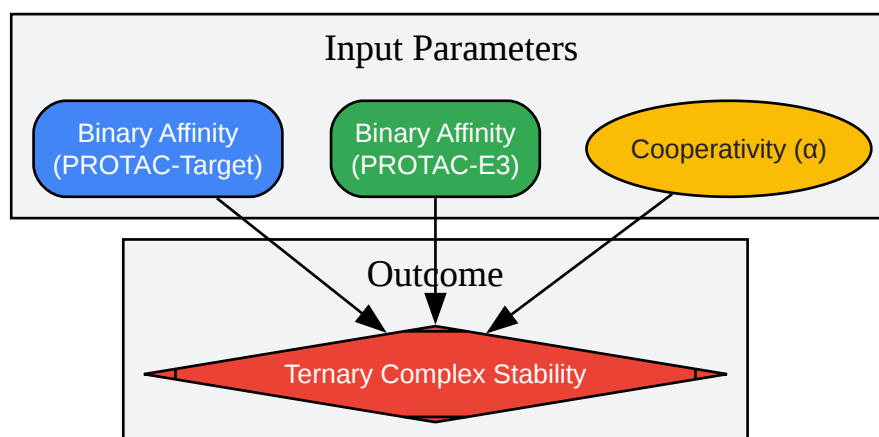 Input Parameters
Binary Affinity
(PROTAC-Target)
Binary Affinity
(PROTAC-E3)
Cooperativity (α)
Outcome
Ternary Complex Stability